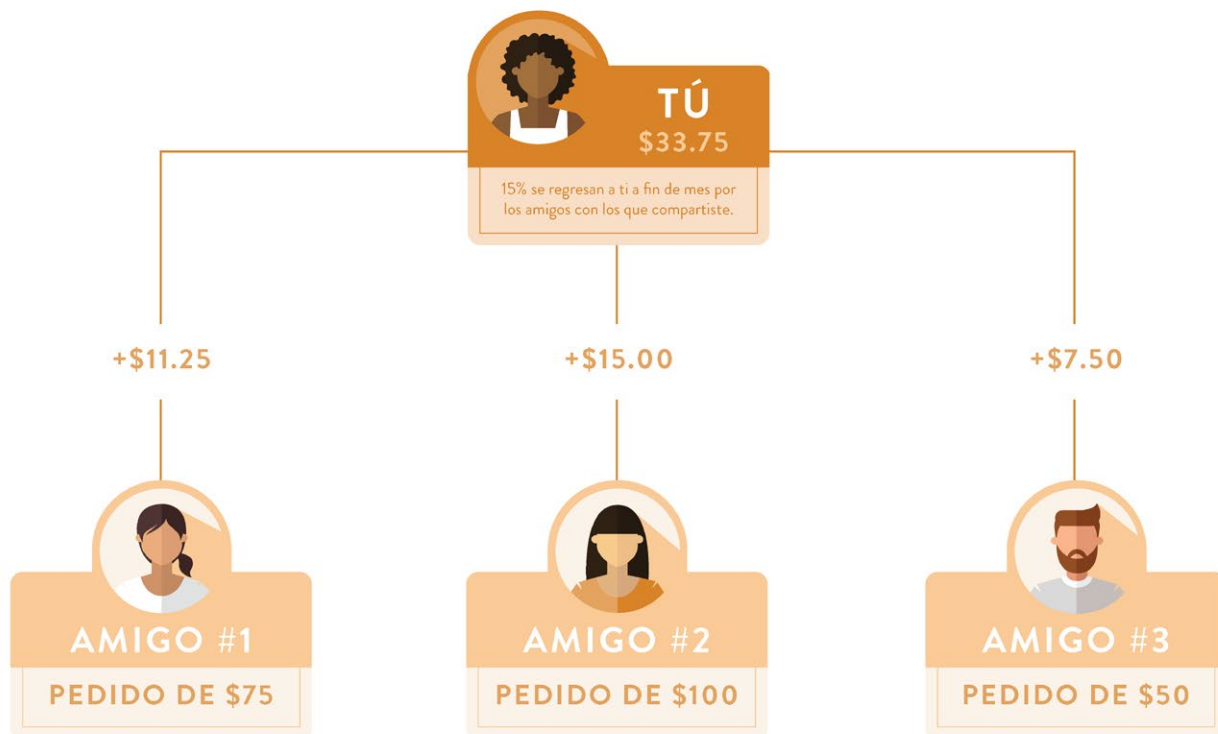 TÚ
$33.75
15% se regresan a ti a fin de mes por
los amigos con los que compartiste.
+$11.25
+$15.00
+$7.50
AMIGO #1
AMIGO #2
AMIGO #3
PEDIDO DE $75
PEDIDO DE $100
PEDIDO DE $50